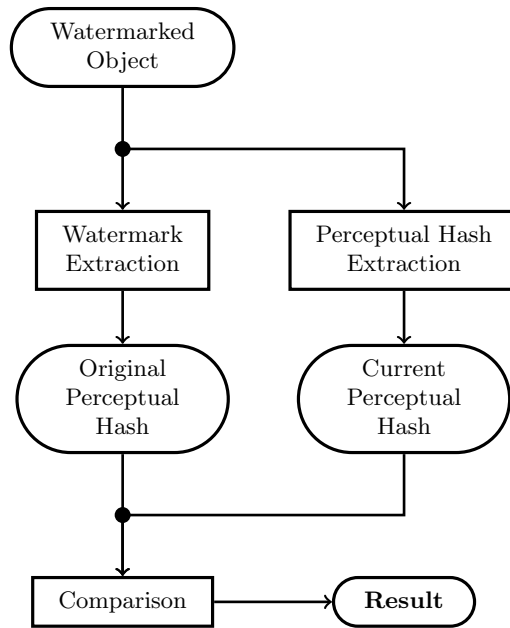 Watermarked
Object
Watermark
Extraction
Perceptual Hash
Extraction
Original
Perceptual
Hash
Current
Perceptual
Hash
Comparison
Result